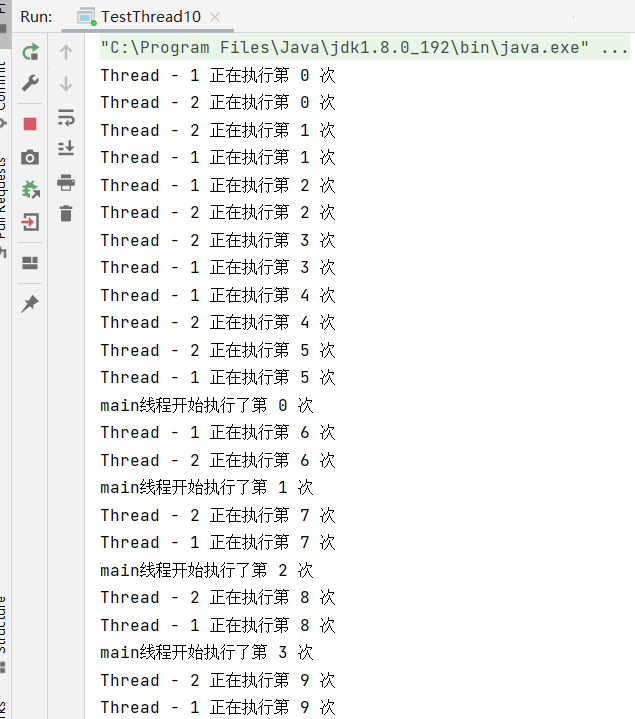 Run: TestThread10
"C:\Program Files\Java\jdk1.8.0_192\bin\java.exe" ...
Thread - 1 正在执行第 0 次
Thread - 2 正在执行第 0 次
Thread - 2 正在执行第 1 次
Thread - 1 正在执行第 1 次
Thread - 1 正在执行第 2 次
Thread - 2 正在执行第 2 次
Thread - 2 正在执行第 3 次
Thread - 1 正在执行第 3 次
Thread - 1 正在执行第 4 次
Thread - 2 正在执行第 4 次
Thread - 2 正在执行第 5 次
Thread - 1 正在执行第 5 次
main线程开始执行了第 0 次
Thread - 1 正在执行第 6 次
Thread - 2 正在执行第 6 次
main线程开始执行了第 1 次
Thread - 2 正在执行第 7 次
Thread - 1 正在执行第 7 次
main线程开始执行了第 2 次
Thread - 2 正在执行第 8 次
Thread - 1 正在执行第 8 次
main线程开始执行了第 3 次
Thread - 2 正在执行第 9 次
Thread - 1 正在执行第 9 次